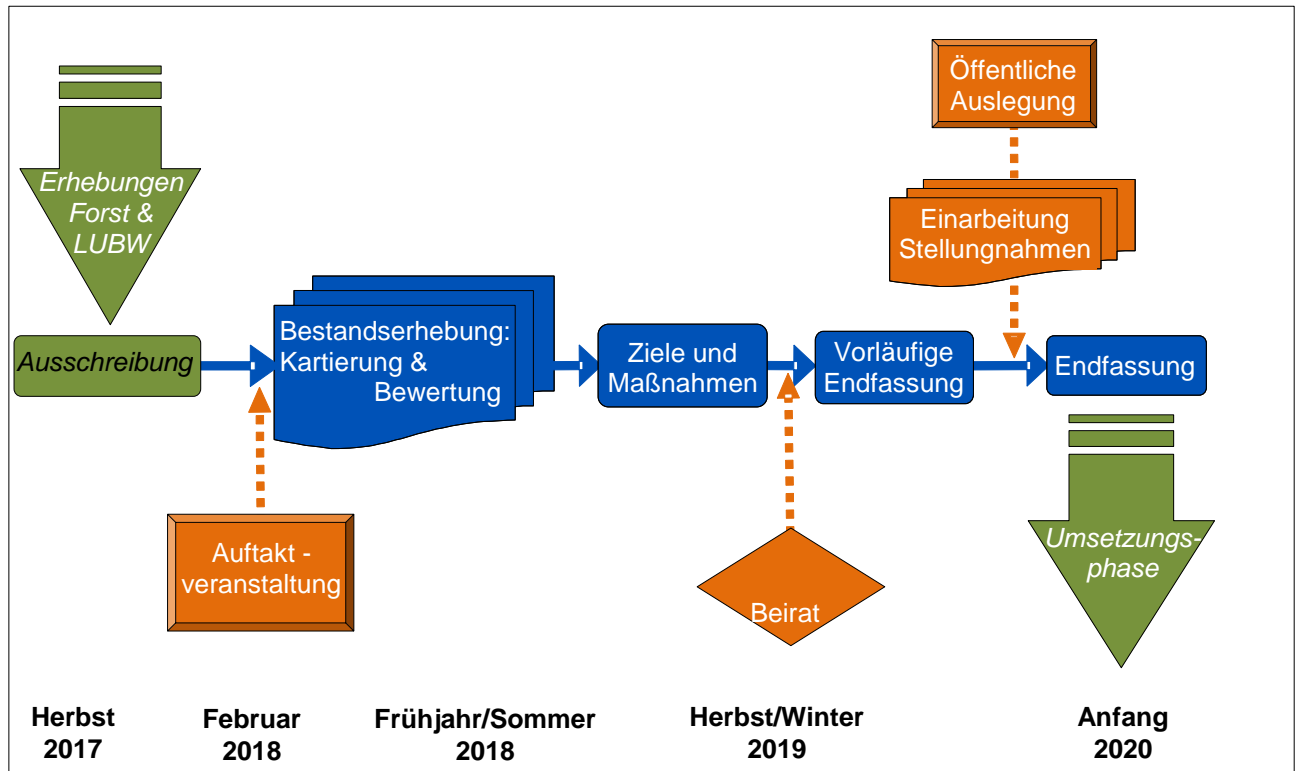 Öffentliche
Auslegung
Erhebungen
Forst &
LUBW
Einarbeitung
Stellungnahmen
Ausschreibung
Bestandserhebung:
Kartierung &
Bewertung
Ziele und
Maßnahmen
Vorläufige
Endfassung
Endfassung
Auftakt -
veranstaltung
Beirat
Umsetzungs-
phase
Herbst
2017
Februar
2018
Frühjahr/Sommer
2018
Herbst/Winter
2019
Anfang
2020